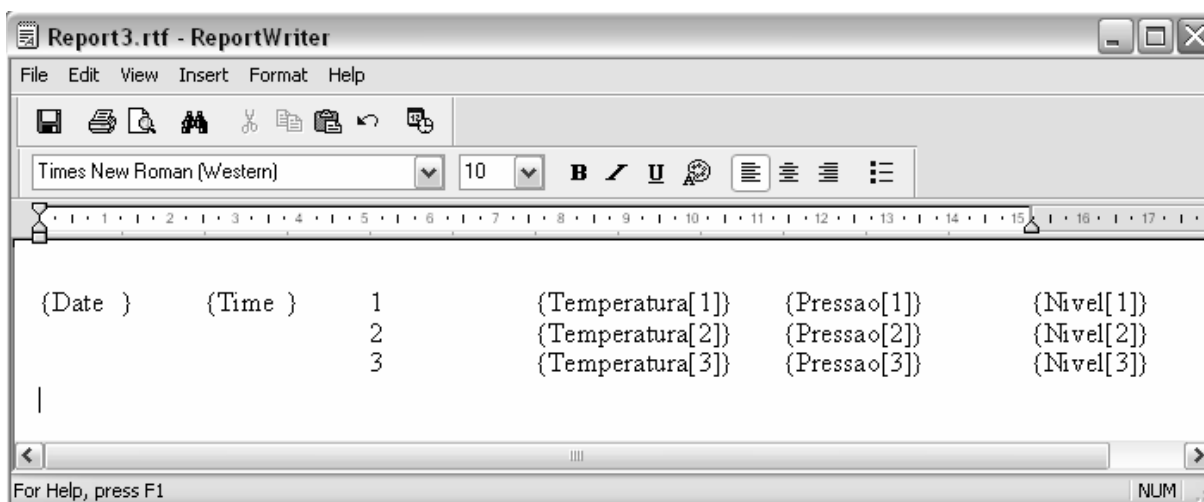 Report3.rtf - ReportWriter
File Edit View Insert Format Help
Times New Roman (Western) 10 B I U
1 2 3 4 5 6 7 8 9 10 11 12 13 14 15 16 17
{Date } {Time } 1 {Temperatura[1]} {Pressao[1]} {Nivel[1]}
2 {Temperatura[2]} {Pressao[2]} {Nivel[2]}
3 {Temperatura[3]} {Pressao[3]} {Nivel[3]}
For Help, press F1 NUM